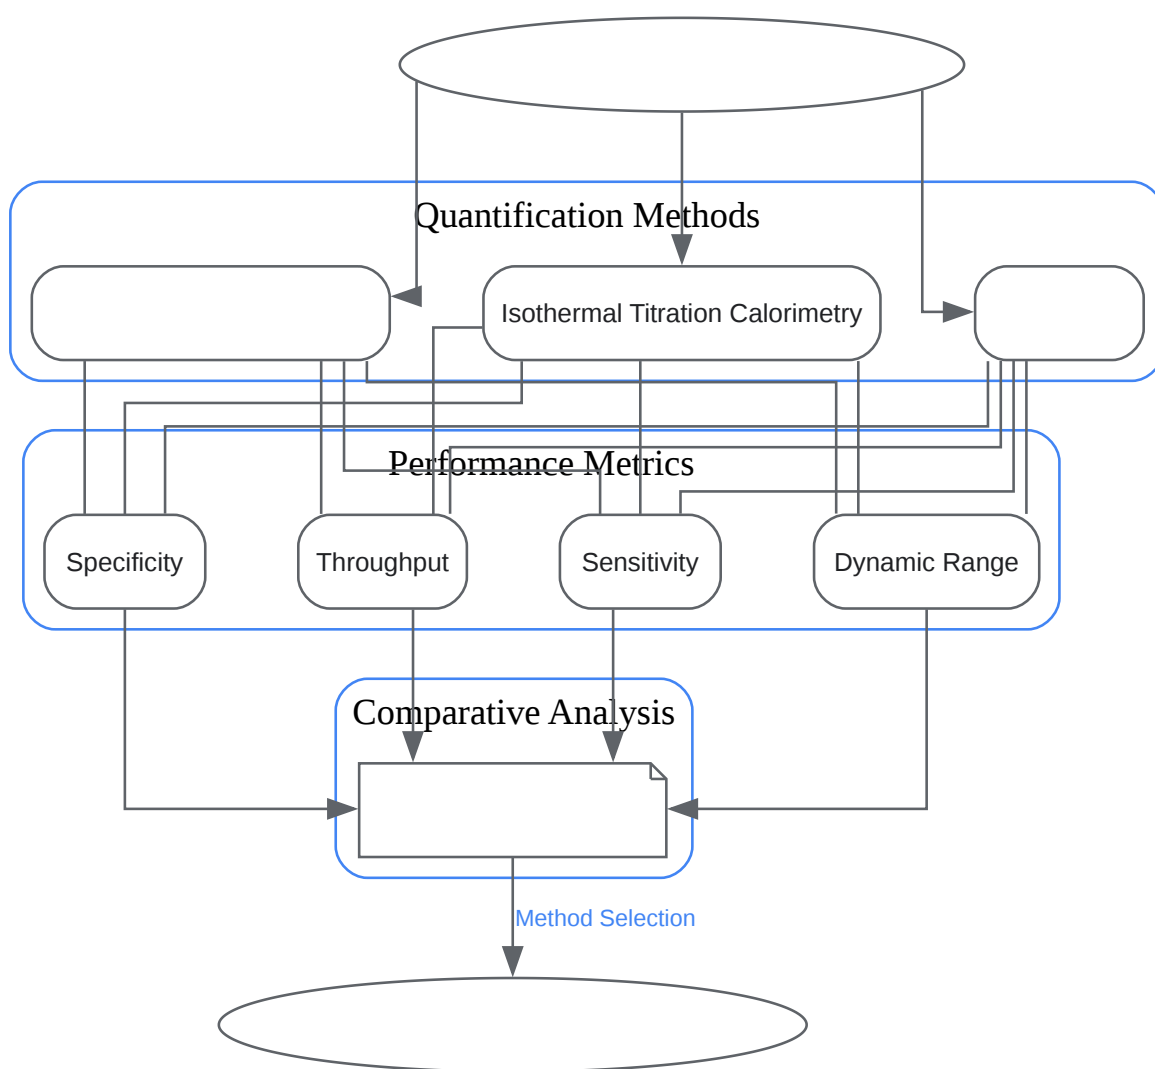 Quantification Methods
Isothermal Titration Calorimetry
Performance Metrics
Specificity
Throughput
Sensitivity
Dynamic Range
Comparative Analysis
Method Selection